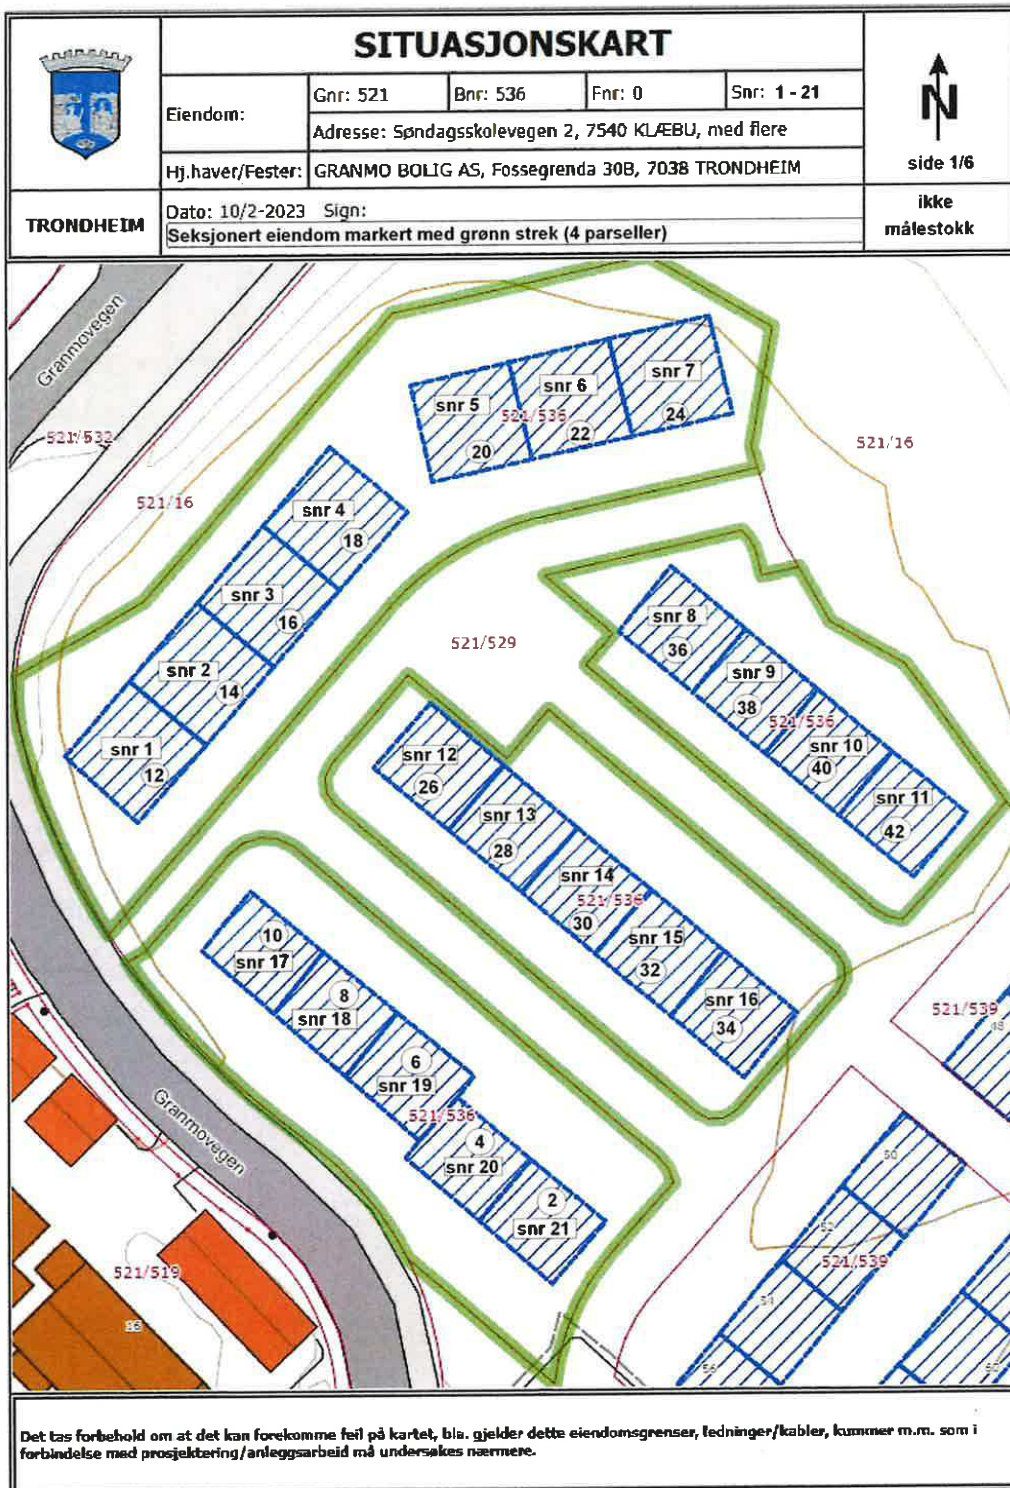 SITUASJONSKART
Eiendom:
Gnr: 521
Bnr: 536
Fnr: 0
Snr: 1 - 21
Adresse: Søndagsskolevegen 2, 7540 KLÆBU, med flere
Hj.haver/Fester:
GRANMO BOLIG AS, Fossegrenda 30B, 7038 TRONDHEIM
N
side 1/6
TRONDHEIM
Dato: 10/2-2023 Sign:
Seksjonert eiendom markert med grønn strek (4 parseller)
ikke
målestokk
Granmovegen
521/532
521/16
snr 5
20
521/536
snr 6
22
snr 7
24
521/16
snr 4
18
snr 3
16
snr 2
14
snr 1
12
521/529
snr 8
36
snr 9
38
521/536
snr 10
40
snr 11
42
snr 12
26
snr 13
28
snr 14
521/536
30
snr 15
32
snr 16
34
10
snr 17
8
snr 18
6
snr 19
521/536
4
snr 20
2
snr 21
521/539
48
Granmovegen
50
52
521/539
54
56
60
521/519
16
Det tas forbehold om at det kan forekomme feil på kartet, bla. gjelder dette eiendomsgrenser, ledninger/kabler, kummer m.m. som i
forbindelse med prosjektering/anleggsarbeid må undersøkes nærmere.